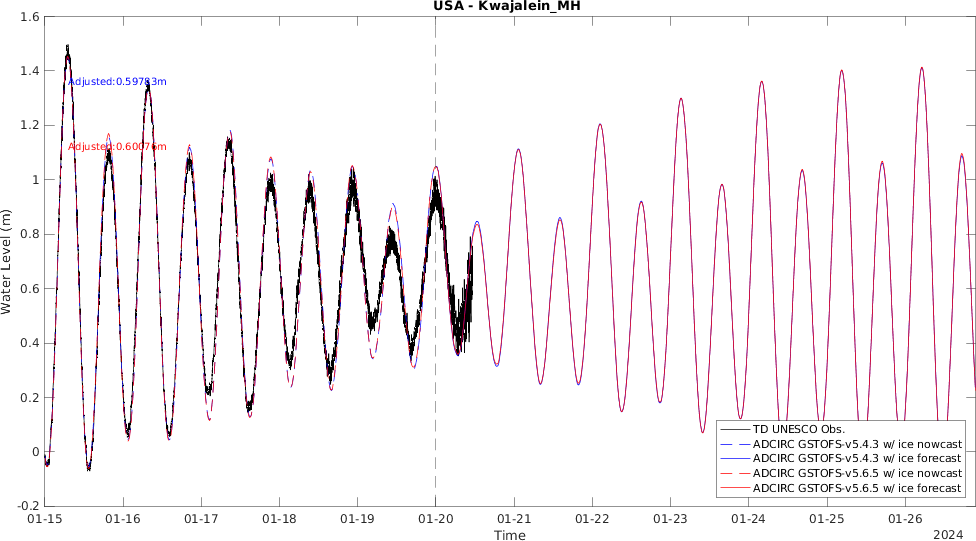 USA - Kwajalein_MH
1.6
1.4
1.2
1
0.8
0.6
0.4
0.2
0
-0.2
Water Level (m)
Adjusted:0.59783m
Adjusted:0.60076m
TD UNESCO Obs.
ADCIRC GSTOFS-v5.4.3 w/ ice nowcast
ADCIRC GSTOFS-v5.4.3 w/ ice forecast
ADCIRC GSTOFS-v5.6.5 w/ ice nowcast
ADCIRC GSTOFS-v5.6.5 w/ ice forecast
01-15 01-16 01-17 01-18 01-19 01-20 01-21 01-22 01-23 01-24 01-25 01-26
Time
2024